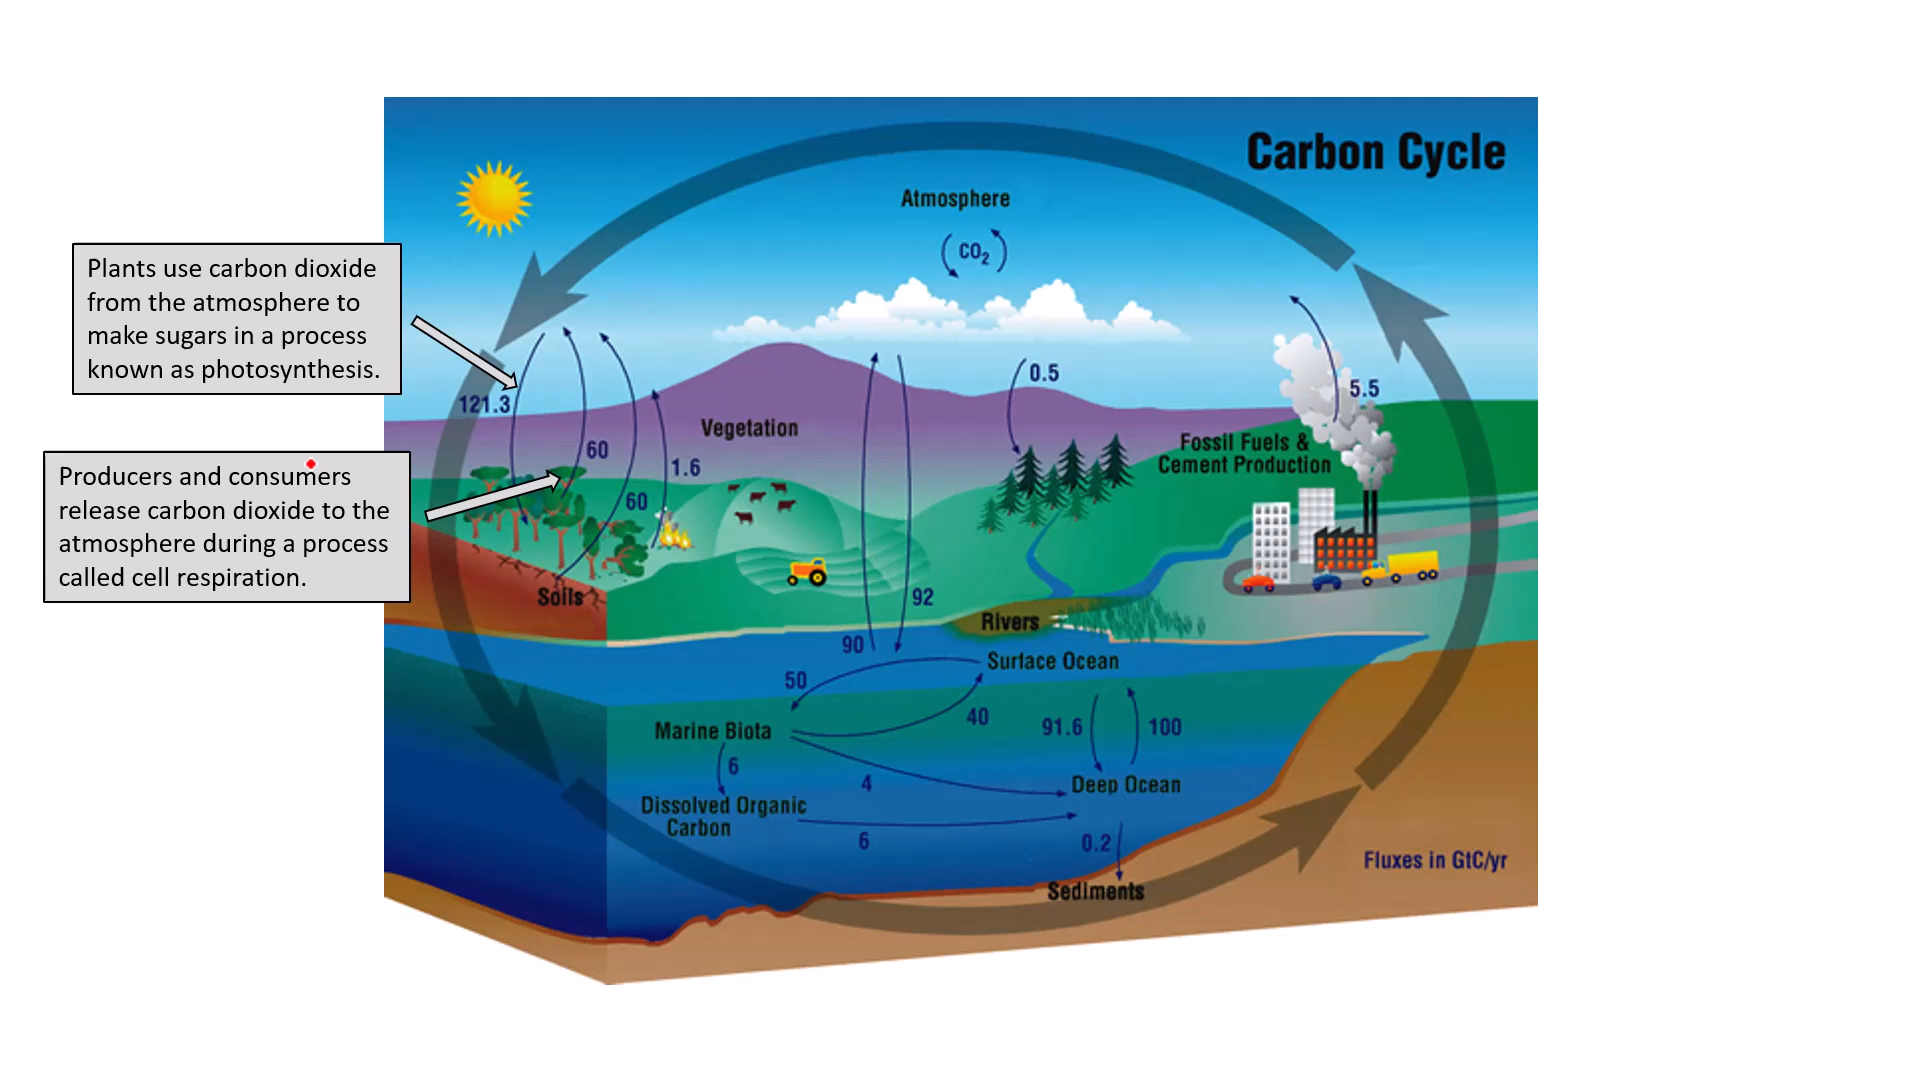 Carbon Cycle
Atmosphere
CO2
Plants use carbon dioxide
from the atmosphere to
make sugars in a process
known as photosynthesis.
121.3
60
60
1.6
Vegetation
0.5
5.5
Fossil Fuels &
Cement Production
Producers and consumers
release carbon dioxide to the
atmosphere during a process
called cell respiration.
Soils
92
90
Rivers
Surface Ocean
50
40
91.6
100
Marine Biota
6
4
Deep Ocean
Dissolved Organic
Carbon
6
0.2
Sediments
Fluxes in GtC/yr